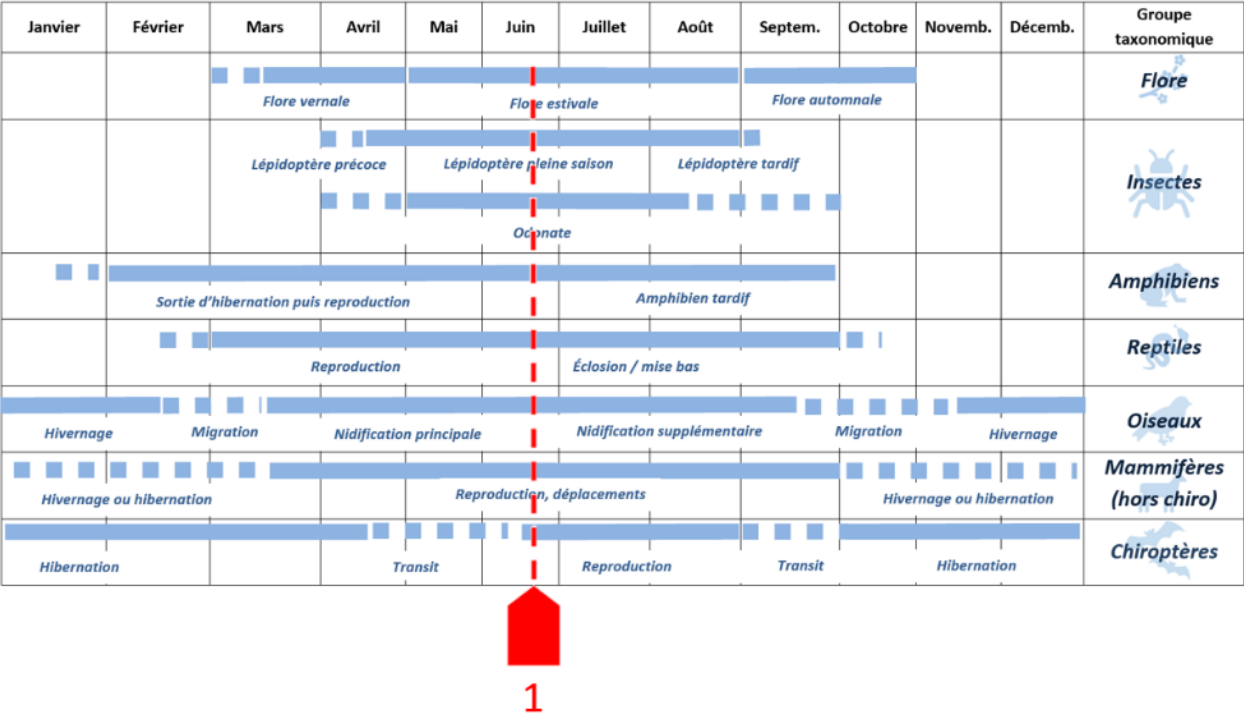 Janvier Février Mars Avril Mai Juin Juillet Août Septem. Octobre Novemb. Décemb. Groupe
taxonomique
Flore
Flore vernale Flore estivale Flore automnale
Lépidoptère précoce Lépidoptère pleine saison Lépidoptère tardif
Insectes
Odonate
Amphibiens
Sortie d'hibernation puis reproduction Amphibien tardif
Reptiles
Reproduction Éclosion / mise bas
Oiseaux
Hivernage Migration Nidification principale Nidification supplémentaire Migration Hivernage
Mammifères
(hors chiro)
Hivernage ou hibernation Reproduction, déplacements Hivernage ou hibernation
Chiroptères
Hibernation Transit Reproduction Transit Hibernation
1